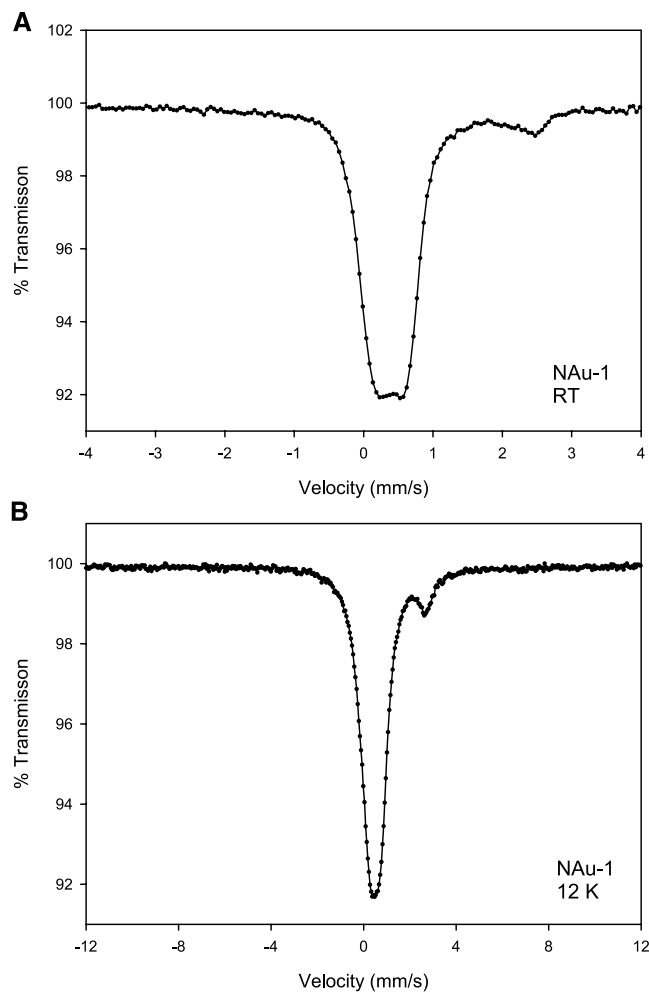 A
102
100
98
96
94
92
% Transmisson
NAu-1
RT
-4 -3 -2 -1 0 1 2 3 4
Velocity (mm/s)
B
100
98
96
94
92
% Transmisson
NAu-1
12 K
-12 -8 -4 0 4 8 12
Velocity (mm/s)